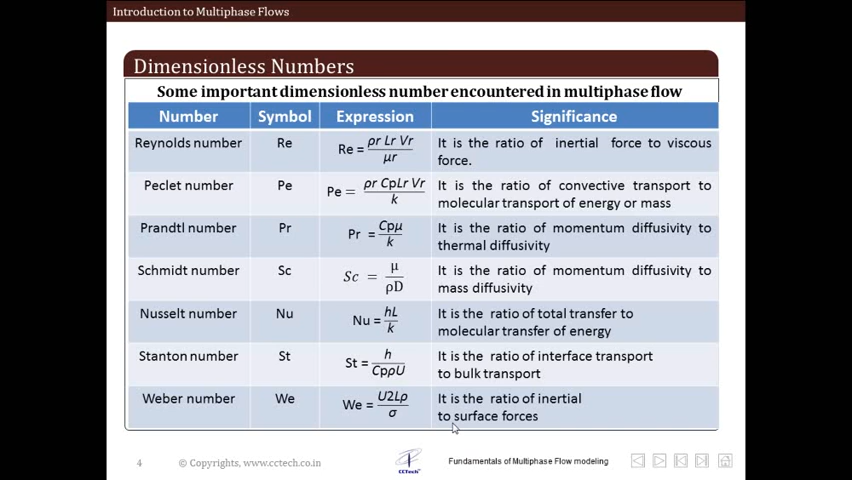 Introduction to Multiphase Flows
Dimensionless Numbers
Some important dimensionless number encountered in multiphase flow
Number Symbol Expression Significance
Reynolds number Re Re = ρr Lr Vr / μr It is the ratio of inertial force to viscous
force.
Peclet number Pe Pe = ρr CpLr Vr / k It is the ratio of convective transport to
molecular transport of energy or mass
Prandtl number Pr Pr = Cpμ / k It is the ratio of momentum diffusivity to
thermal diffusivity
Schmidt number Sc Sc = μ / ρD It is the ratio of momentum diffusivity to
mass diffusivity
Nusselt number Nu Nu = hL / k It is the ratio of total transfer to
molecular transfer of energy
Stanton number St St = h / CpρU It is the ratio of interface transport
to bulk transport
Weber number We We = U2Lρ / σ It is the ratio of inertial
to surface forces
4 © Copyrights, www.cctech.co.in CCTech Fundamentals of Multiphase Flow modeling